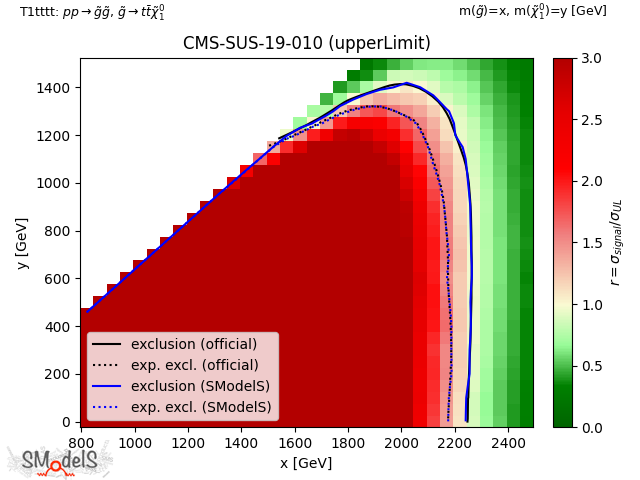 T1tttt: pp → g̃g̃, g̃ → tt̄χ̃⁰₁
m(g̃)=x, m(χ̃⁰₁)=y [GeV]
CMS-SUS-19-010 (upperLimit)
1400
1200
1000
800
600
400
200
0
y [GeV]
exclusion (official)
exp. excl. (official)
exclusion (SModelS)
exp. excl. (SModelS)
800 1000 1200 1400 1600 1800 2000 2200 2400
x [GeV]
3.0
2.5
2.0
1.5
1.0
0.5
0.0
r = σsignal/σUL
SModelS